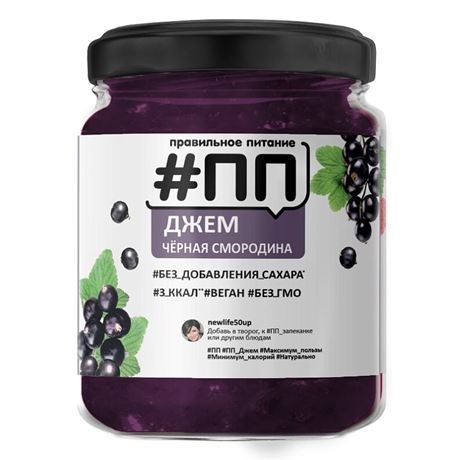 правильное питание
#ПП
ДЖЕМ
ЧЁРНАЯ СМОРОДИНА
#БЕЗ_ДОБАВЛЕНИЯ_САХАРА*
#3_ККАЛ**#ВЕГАН #БЕЗ_ГМО
newlife50up
Добавь в творог, к #ПП_запеканке
или другим блюдам
#ПП #ПП_Джем #Максимум_пользы
#Минимум_калорий #Натурально